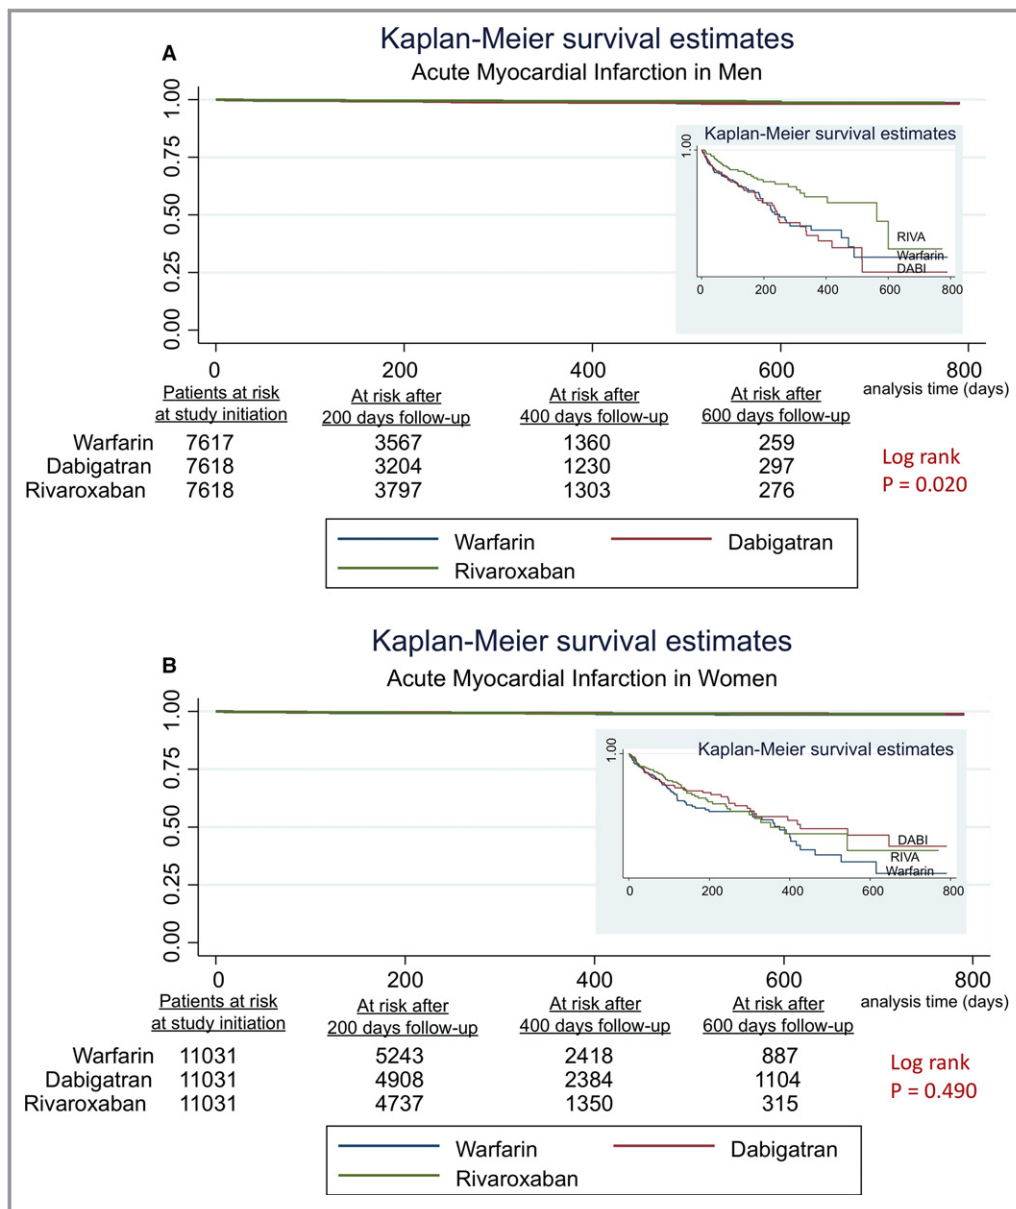 A
Kaplan-Meier survival estimates
Acute Myocardial Infarction in Men
1.00
0.75
0.50
0.25
0.00
Kaplan-Meier survival estimates
1.00
RIVA
Warfarin
DABI
0 200 400 600 800
0 200 400 600 800
analysis time (days)
Patients at risk at study initiation
At risk after 200 days follow-up
At risk after 400 days follow-up
At risk after 600 days follow-up
Warfarin 7617 3567 1360 259
Dabigatran 7618 3204 1230 297
Rivaroxaban 7618 3797 1303 276
Log rank
P = 0.020
Warfarin Dabigatran
Rivaroxaban
B
Kaplan-Meier survival estimates
Acute Myocardial Infarction in Women
1.00
0.75
0.50
0.25
0.00
Kaplan-Meier survival estimates
1.00
DABI
RIVA
Warfarin
0 200 400 600 800
0 200 400 600 800
analysis time (days)
Patients at risk at study initiation
At risk after 200 days follow-up
At risk after 400 days follow-up
At risk after 600 days follow-up
Warfarin 11031 5243 2418 887
Dabigatran 11031 4908 2384 1104
Rivaroxaban 11031 4737 1350 315
Log rank
P = 0.490
Warfarin Dabigatran
Rivaroxaban